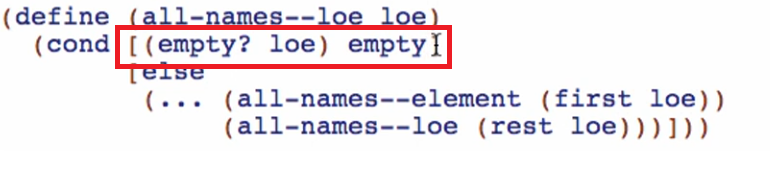 (define (all-names--loe loe)
(cond [(empty? loe) empty]
[else
(... (all-names--element (first loe))
(all-names--loe (rest loe)))]))